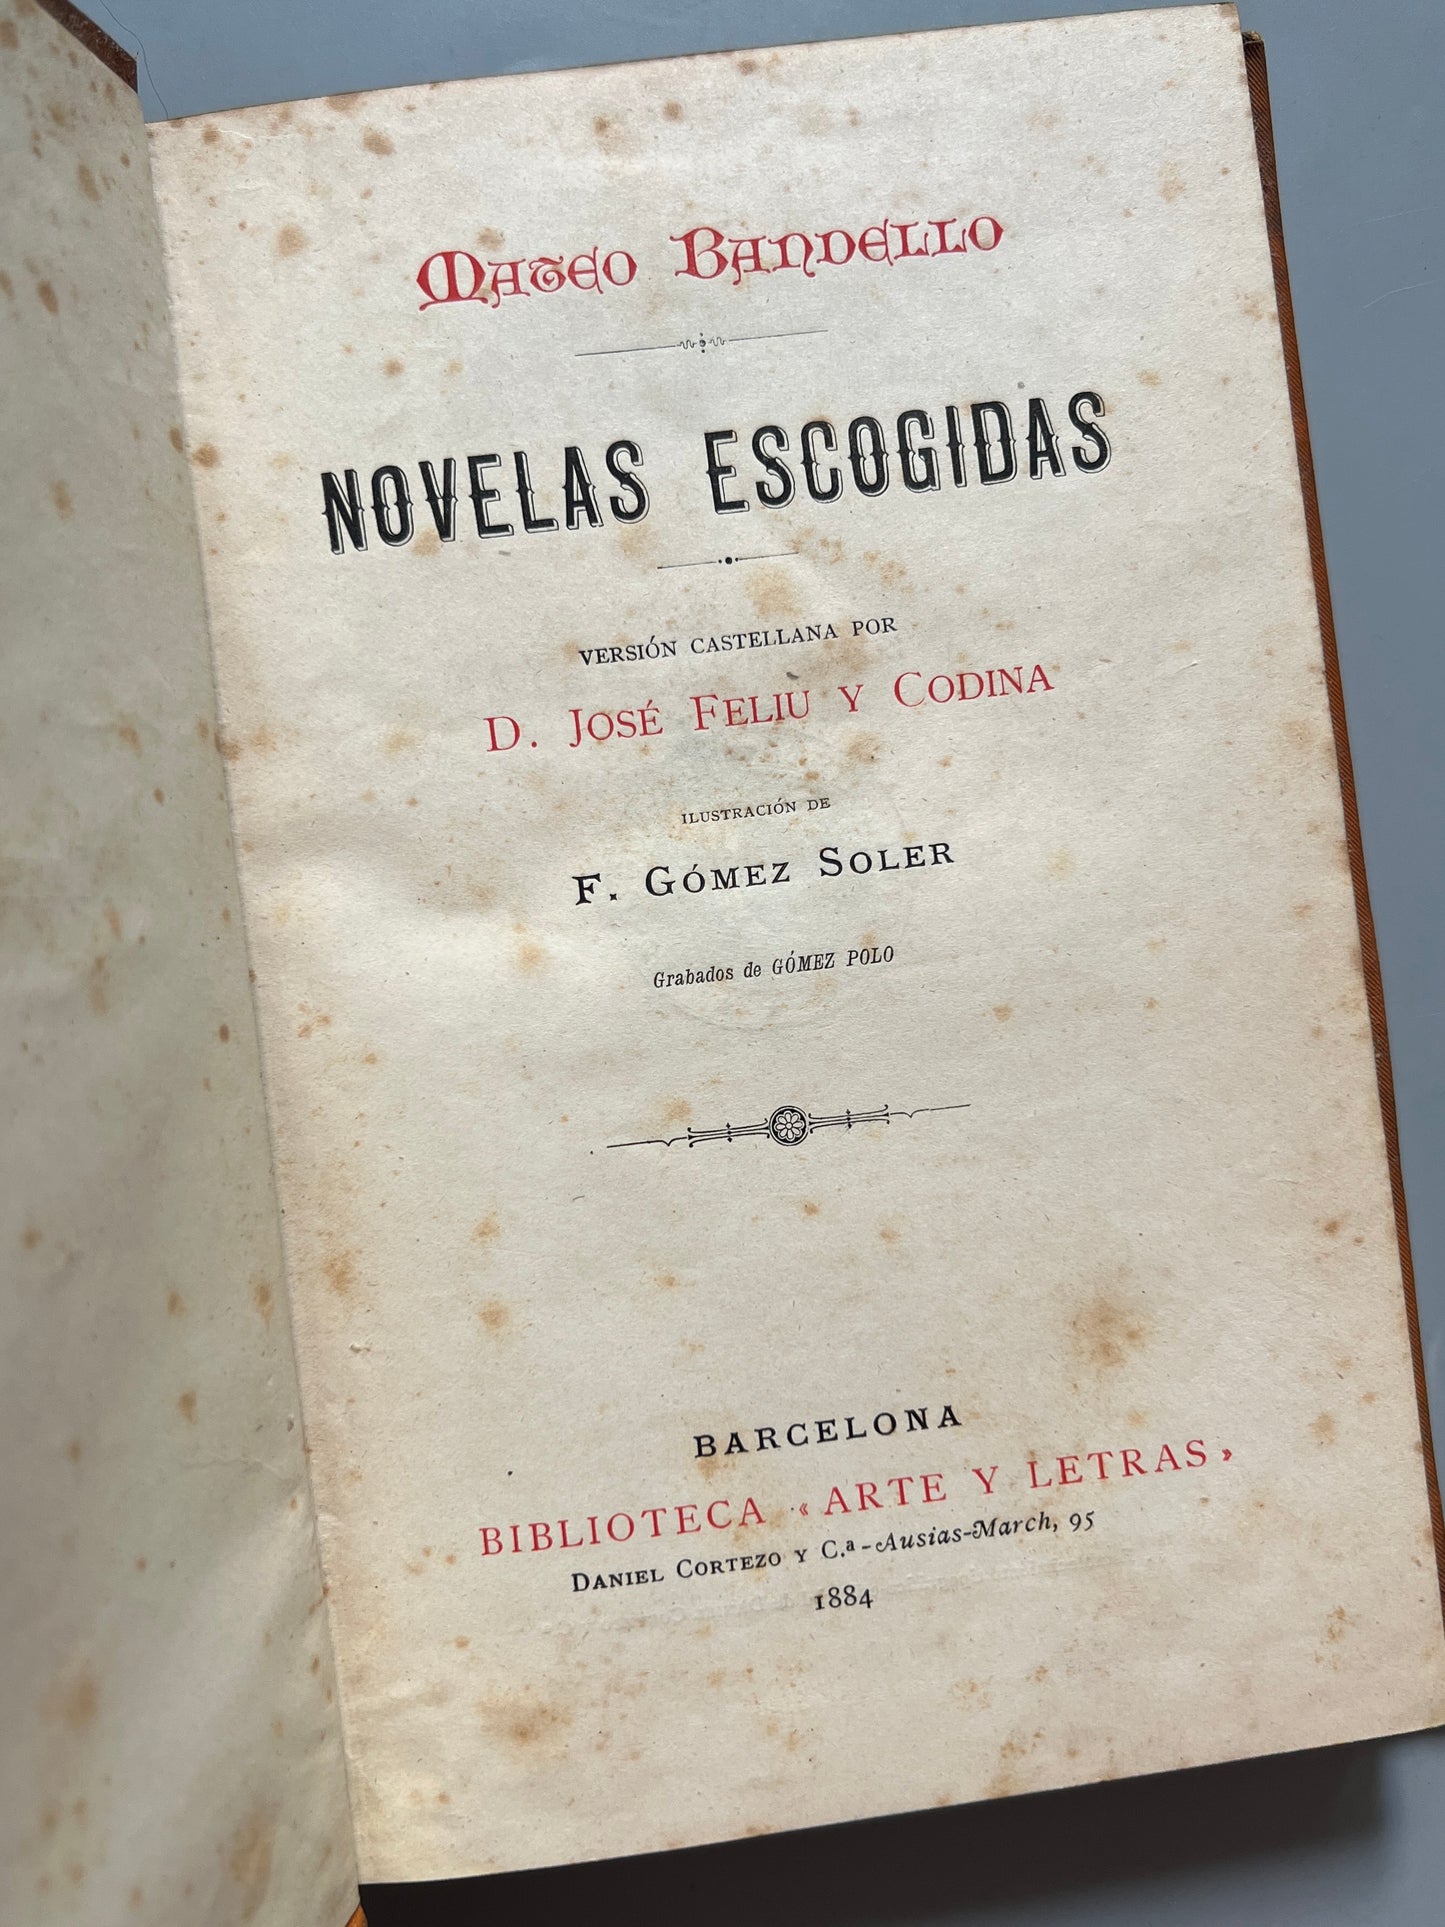 Mateo Bandello
NOVELAS ESCOGIDAS
VERSIÓN CASTELLANA POR
D. José Feliu y Codina
ILUSTRACIÓN DE
F. Gómez Soler
Grabados de GÓMEZ POLO
BARCELONA
BIBLIOTECA «ARTE Y LETRAS»
Daniel Cortezo y C.ª-Ausias-March, 95
1884